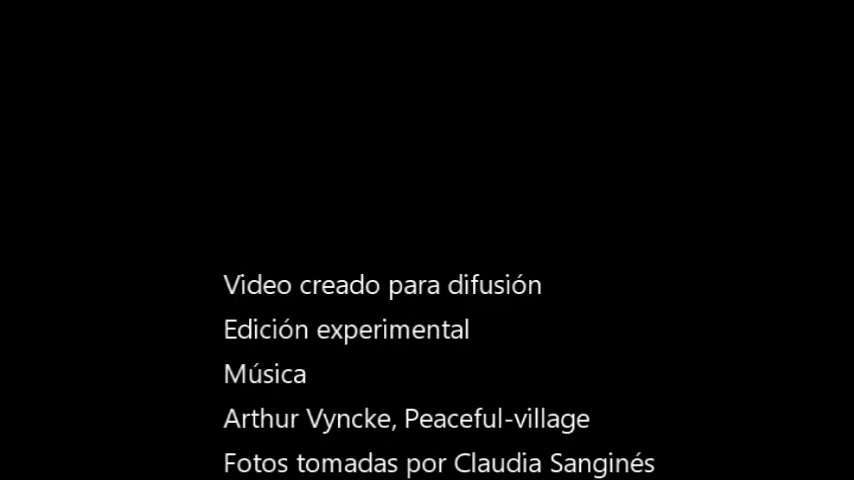 Video creado para difusión
Edición experimental
Música
Arthur Vyncke, Peaceful-village
Fotos tomadas por Claudia Sanginés